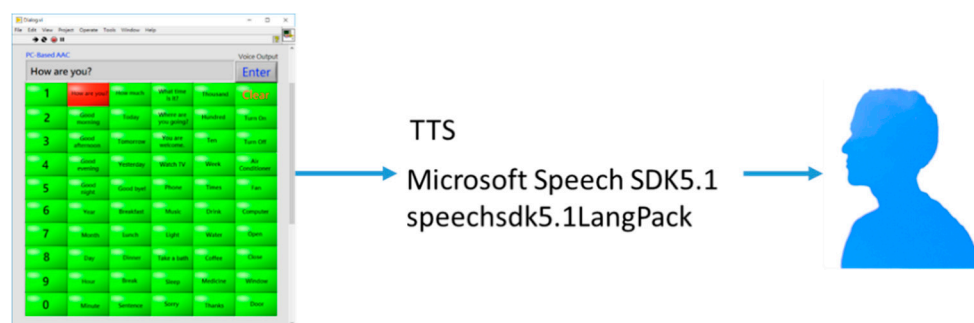 Dialog.vi
File Edit View Project Operate Tools Window Help
PC-Based AAC
Voice Output
How are you?
Enter
1 How are you? How much What time is it? Thousand Clear
2 Good morning Today Where are you going? Hundred Turn On
3 Good afternoon Tomorrow You are welcome. Ten Turn Off
4 Good evening Yesterday Watch TV Week Air Conditioner
5 Good night Good bye! Phone Times Fan
6 Year Breakfast Music Drink Computer
7 Month Lunch Light Water Open
8 Day Dinner Take a bath Coffee Close
9 Hour Break Sleep Medicine Window
0 Minute Sentence Sorry Thanks Door
TTS
Microsoft Speech SDK5.1
speechsdk5.1LangPack